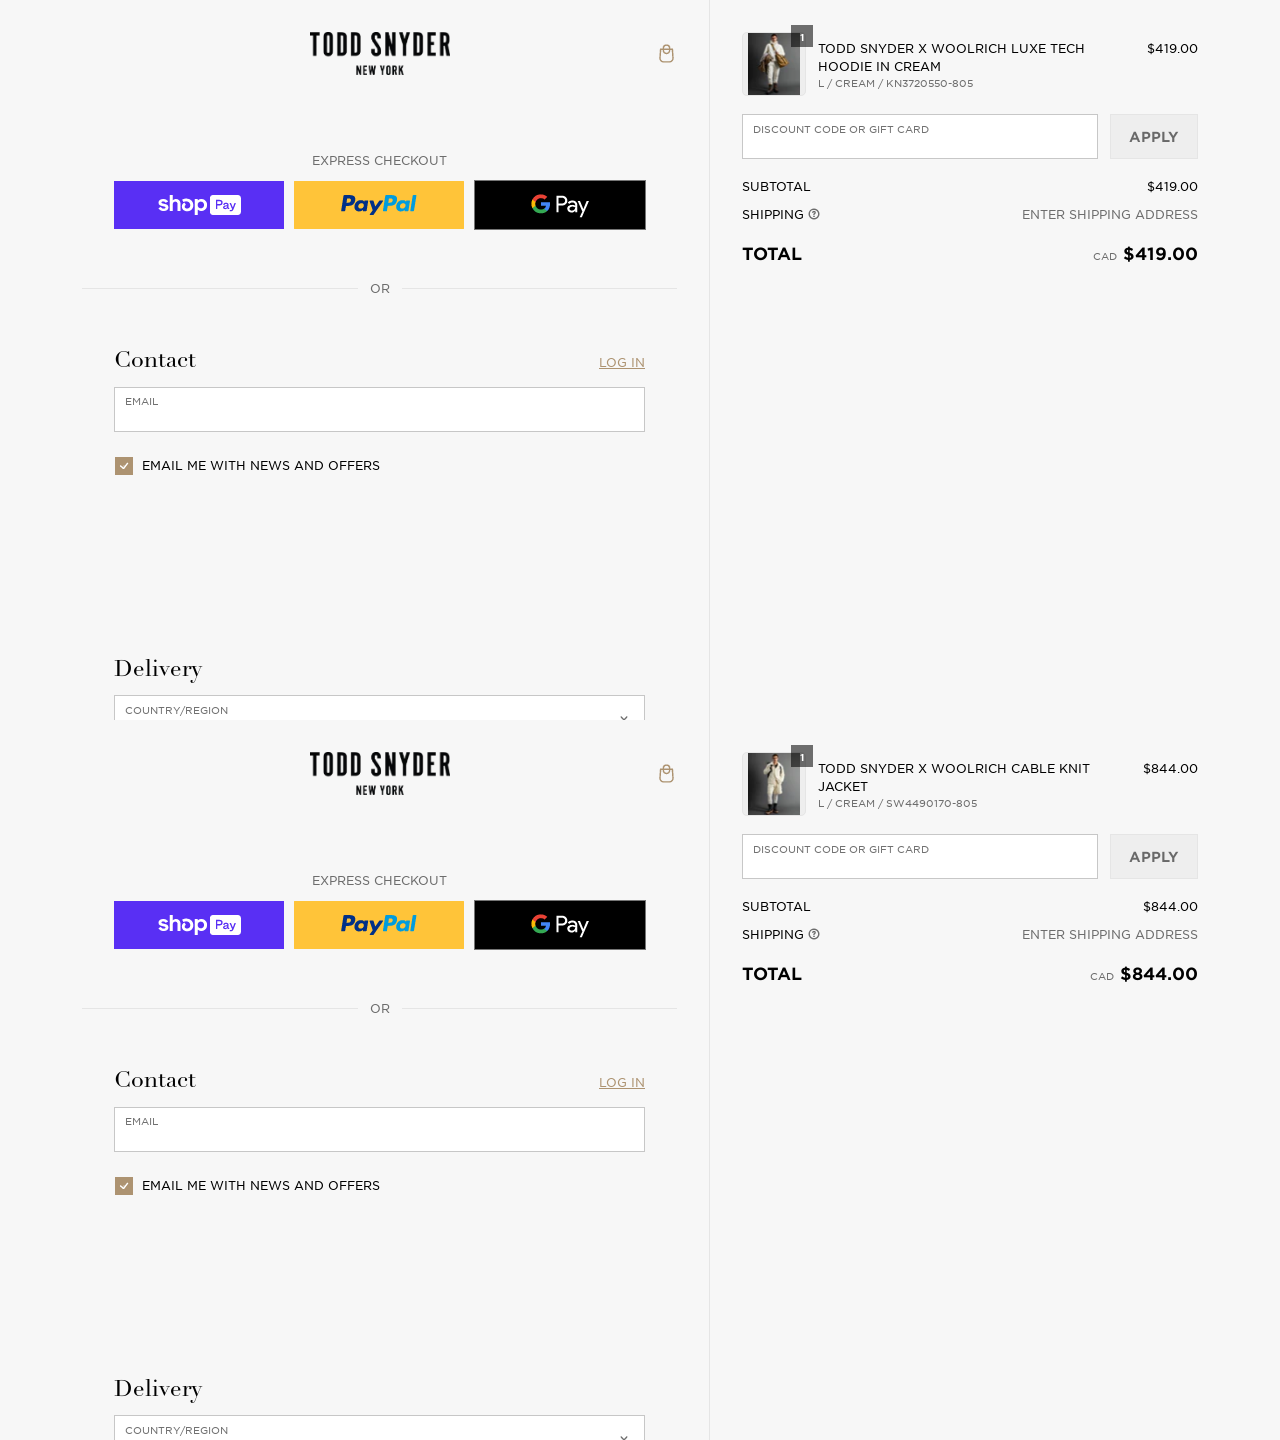 TODD SNYDER
NEW YORK
EXPRESS CHECKOUT
shop Pay
PayPal
G Pay
OR
Contact
LOG IN
EMAIL
EMAIL ME WITH NEWS AND OFFERS
Delivery
COUNTRY/REGION
1
TODD SNYDER X WOOLRICH LUXE TECH
HOODIE IN CREAM
L / CREAM / KN3720550-805
$419.00
DISCOUNT CODE OR GIFT CARD
APPLY
SUBTOTAL
$419.00
SHIPPING
ENTER SHIPPING ADDRESS
TOTAL
CAD $419.00
TODD SNYDER
NEW YORK
EXPRESS CHECKOUT
shop Pay
PayPal
G Pay
OR
Contact
LOG IN
EMAIL
EMAIL ME WITH NEWS AND OFFERS
Delivery
COUNTRY/REGION
1
TODD SNYDER X WOOLRICH CABLE KNIT
JACKET
L / CREAM / SW4490170-805
$844.00
DISCOUNT CODE OR GIFT CARD
APPLY
SUBTOTAL
$844.00
SHIPPING
ENTER SHIPPING ADDRESS
TOTAL
CAD $844.00